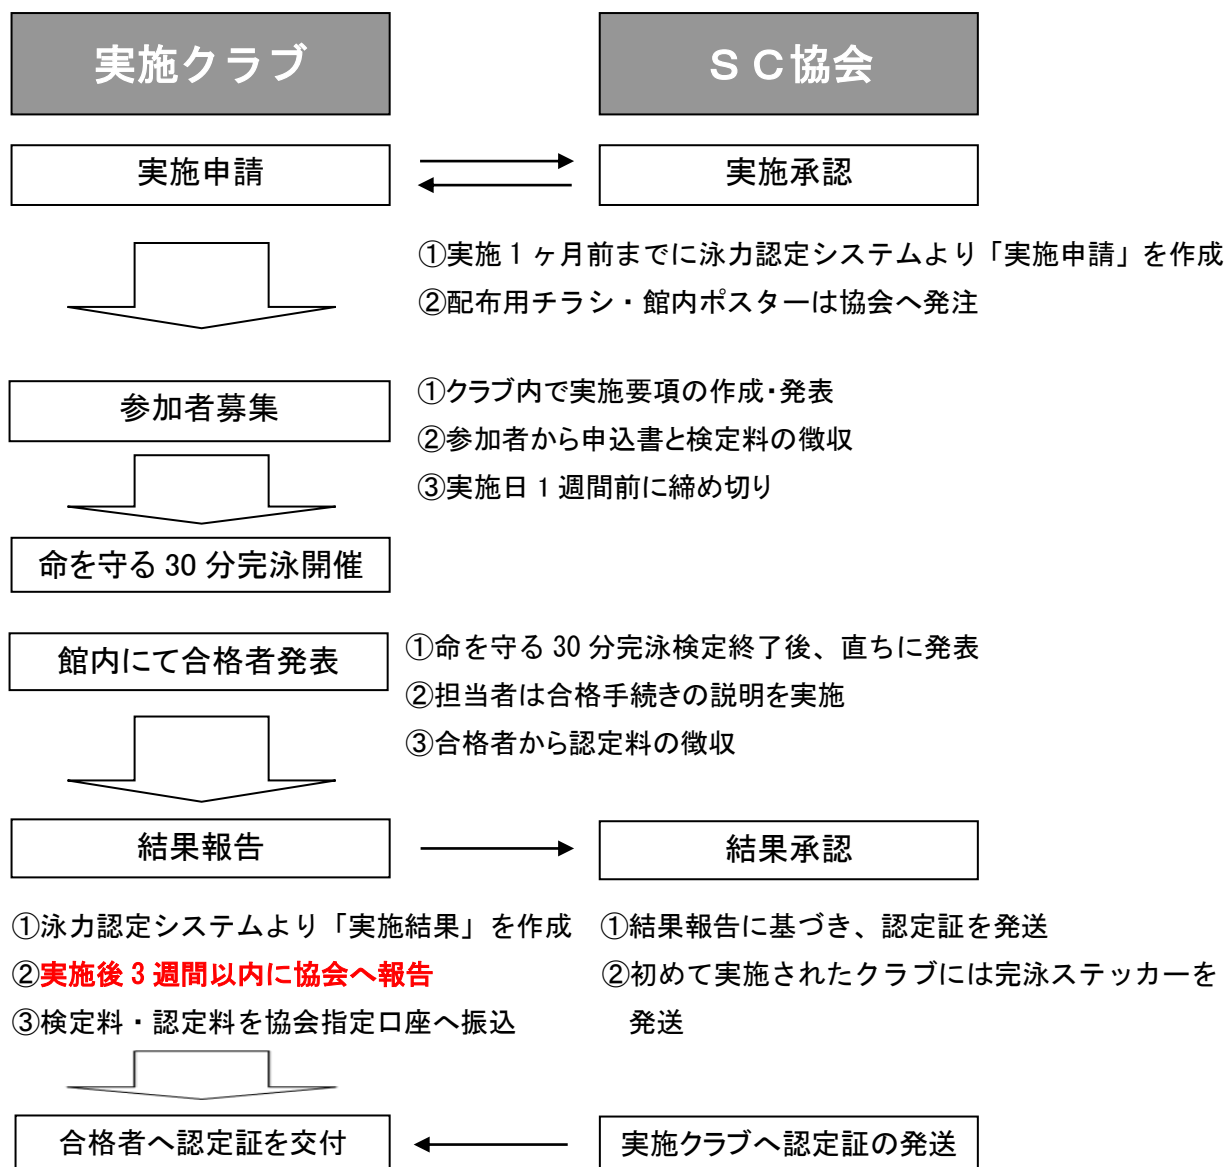 実施クラブ
ＳＣ協会
実施申請
実施承認
①実施１ヶ月前までに泳力認定システムより「実施申請」を作成
②配布用チラシ・館内ポスターは協会へ発注
参加者募集
①クラブ内で実施要項の作成・発表
②参加者から申込書と検定料の徴収
③実施日１週間前に締め切り
命を守る30分完泳開催
館内にて合格者発表
①命を守る30分完泳検定終了後、直ちに発表
②担当者は合格手続きの説明を実施
③合格者から認定料の徴収
結果報告
結果承認
①泳力認定システムより「実施結果」を作成
②実施後3週間以内に協会へ報告
③検定料・認定料を協会指定口座へ振込
①結果報告に基づき、認定証を発送
②初めて実施されたクラブには完泳ステッカーを
発送
合格者へ認定証を交付
実施クラブへ認定証の発送